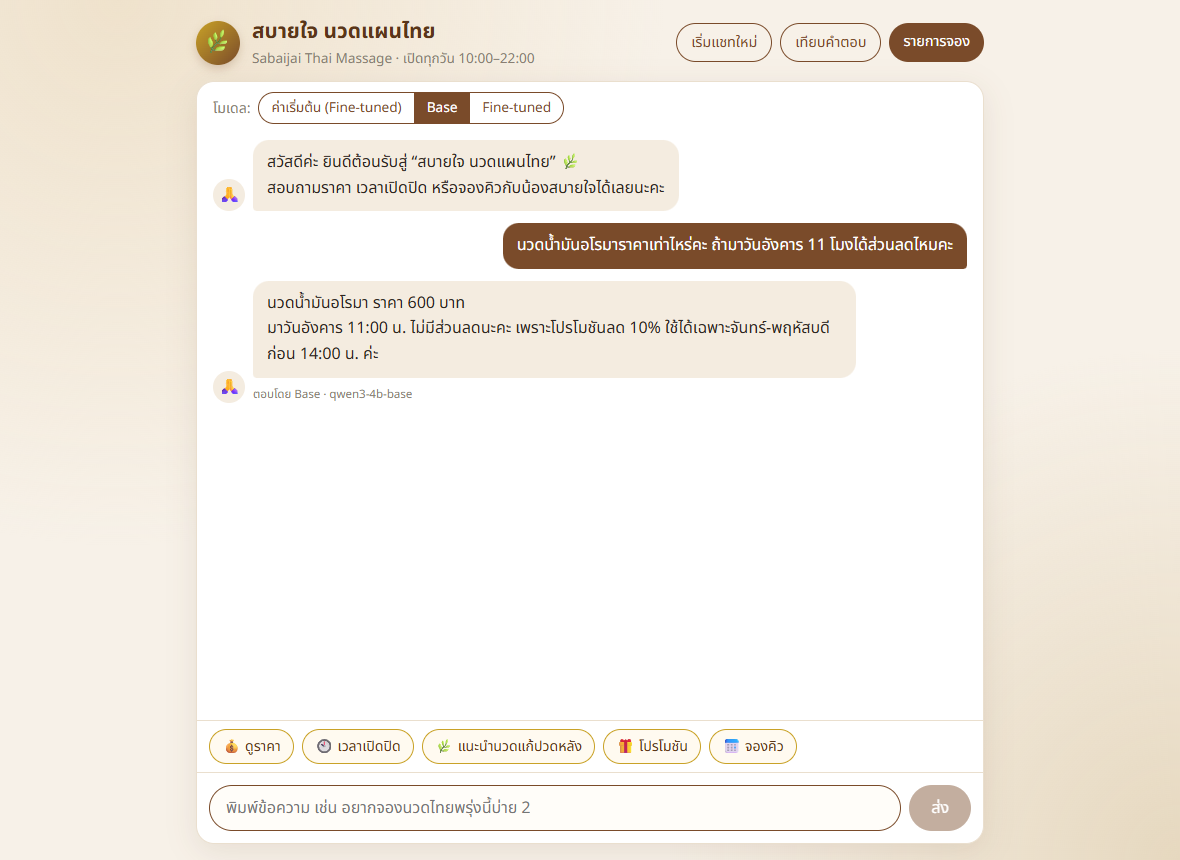 สบายใจ นวดแผนไทย
Sabaijai Thai Massage · เปิดทุกวัน 10:00–22:00
เริ่มแชทใหม่
เทียบคำตอบ
รายการจอง
โมเดล:
ค่าเริ่มต้น (Fine-tuned)
Base
Fine-tuned
สวัสดีค่ะ ยินดีต้อนรับสู่ “สบายใจ นวดแผนไทย” 🌿
สอบถามราคา เวลาเปิดปิด หรือจองคิวกับน้องสบายใจได้เลยนะคะ
นวดน้ำมันอโรมาราคาเท่าไหร่คะ ถ้ามาวันอังคาร 11 โมงได้ส่วนลดไหมคะ
นวดน้ำมันอโรมา ราคา 600 บาท
มาวันอังคาร 11:00 น. ไม่มีส่วนลดนะคะ เพราะโปรโมชันลด 10% ใช้ได้เฉพาะจันทร์-พฤหัสบดี
ก่อน 14:00 น. ค่ะ
ตอบโดย Base · qwen3-4b-base
💰 ดูราคา
🕙 เวลาเปิดปิด
🌿 แนะนำนวดแก้ปวดหลัง
🎁 โปรโมชัน
🗓️ จองคิว
พิมพ์ข้อความ เช่น อยากจองนวดไทยพรุ่งนี้บ่าย 2
ส่ง